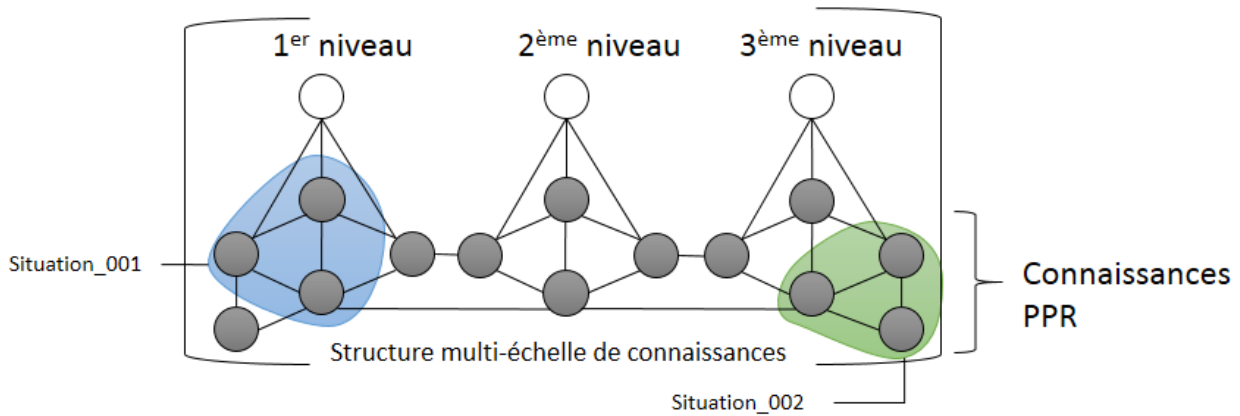 1er niveau
2ème niveau
3ème niveau
Situation_001
Connaissances
PPR
Structure multi-échelle de connaissances
Situation_002